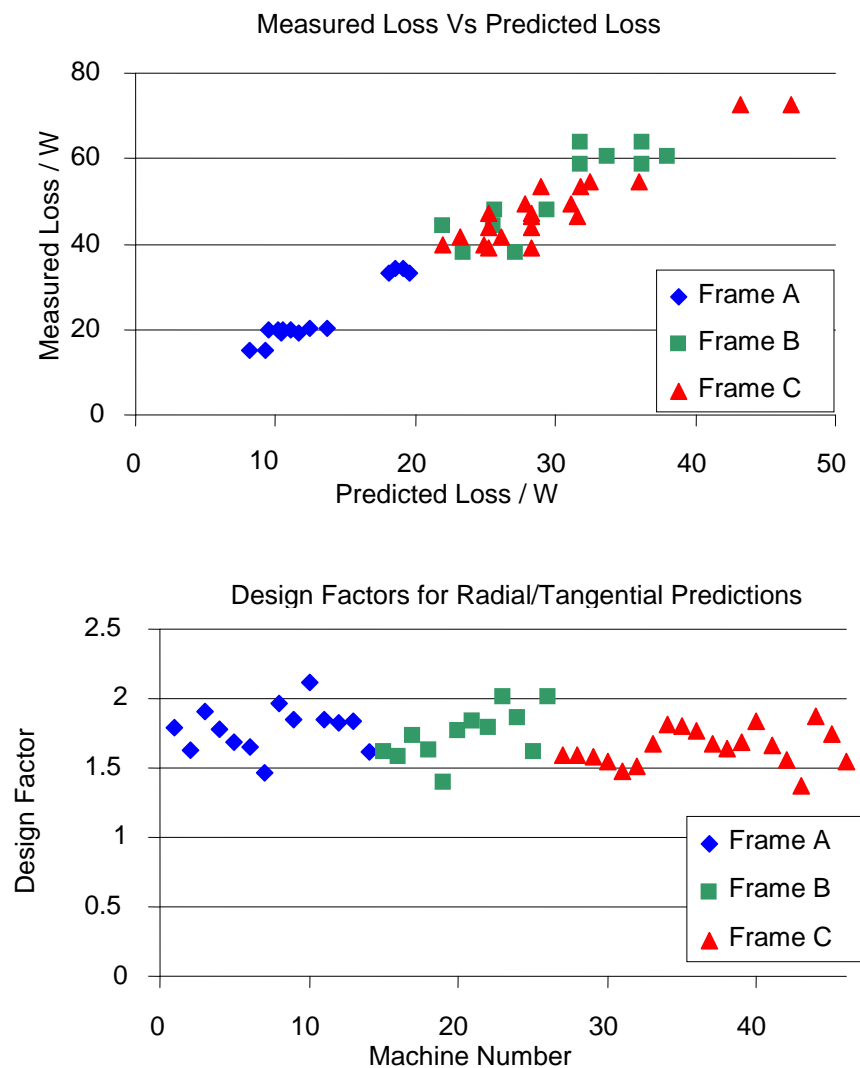 Measured Loss Vs Predicted Loss
80
60
40
20
0
Measured Loss / W
Frame A
Frame B
Frame C
0 10 20 30 40 50
Predicted Loss / W
Design Factors for Radial/Tangential Predictions
2.5
2
1.5
1
0.5
0
Design Factor
Frame A
Frame B
Frame C
0 10 20 30 40
Machine Number